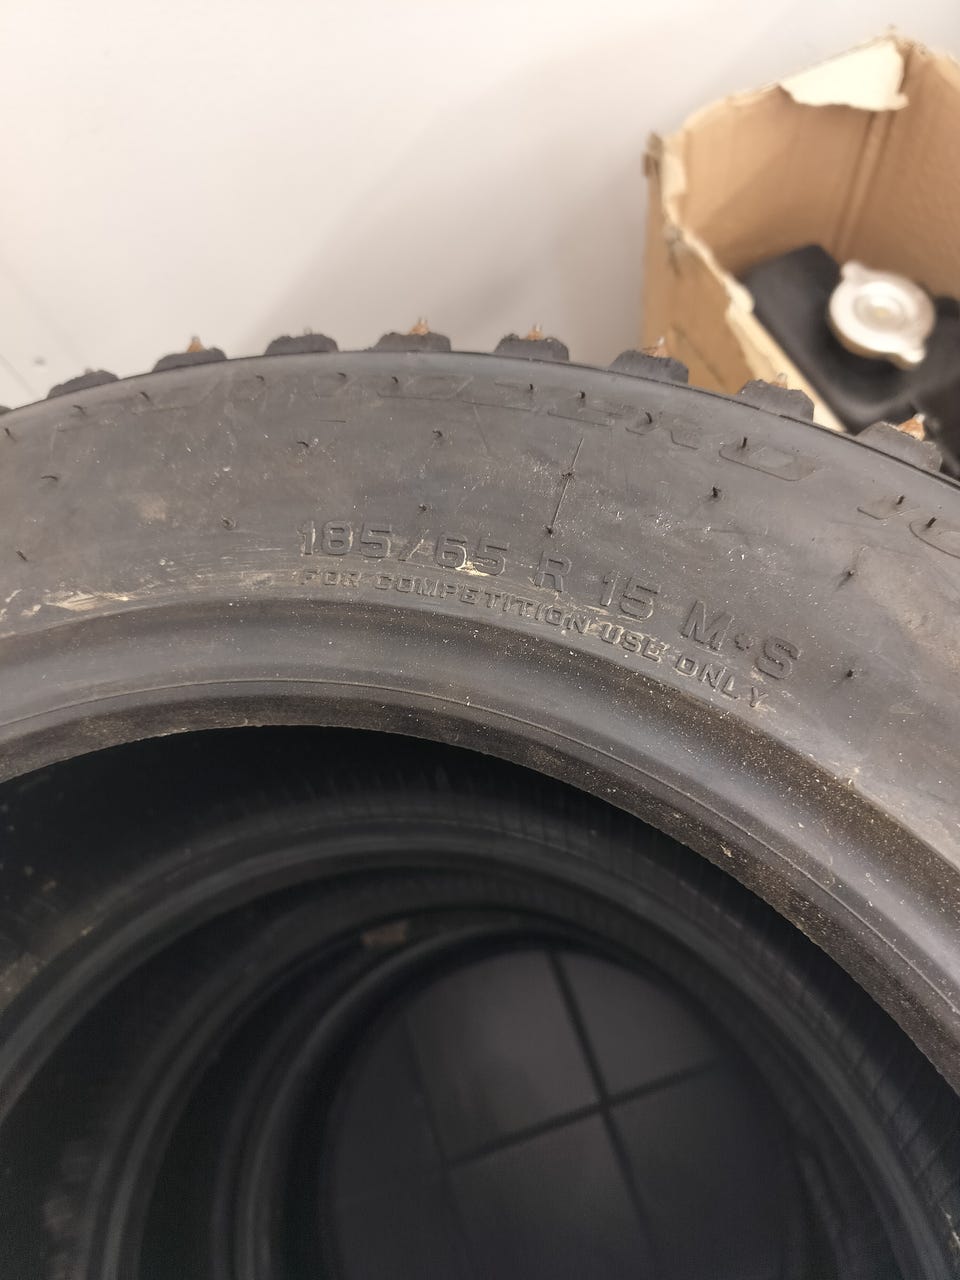 185/65 R 15 M+S
FOR COMPETITION USE ONLY